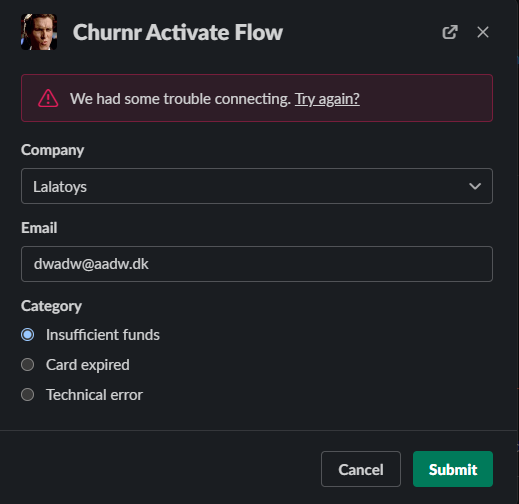 Churnr Activate Flow
We had some trouble connecting. Try again?
Company
Lalatoys
Email
dwadw@aadw.dk
Category
Insufficient funds
Card expired
Technical error
Cancel
Submit